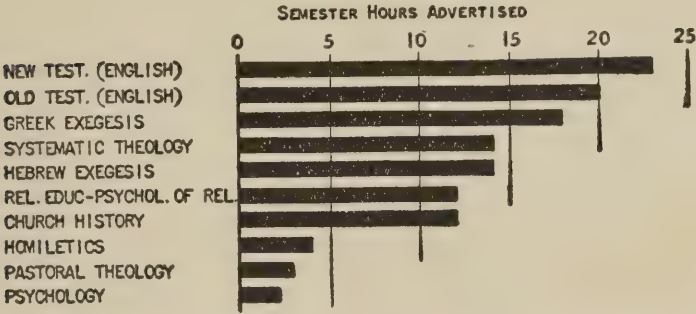 SEMESTER HOURS ADVERTISED
0 5 10 15 20 25
NEW TEST. (ENGLISH)
OLD TEST. (ENGLISH)
GREEK EXEGESIS
SYSTEMATIC THEOLOGY
HEBREW EXEGESIS
REL. EDUC-PSYCHOL. OF REL.
CHURCH HISTORY
HOMILETICS
PASTORAL THEOLOGY
PSYCHOLOGY